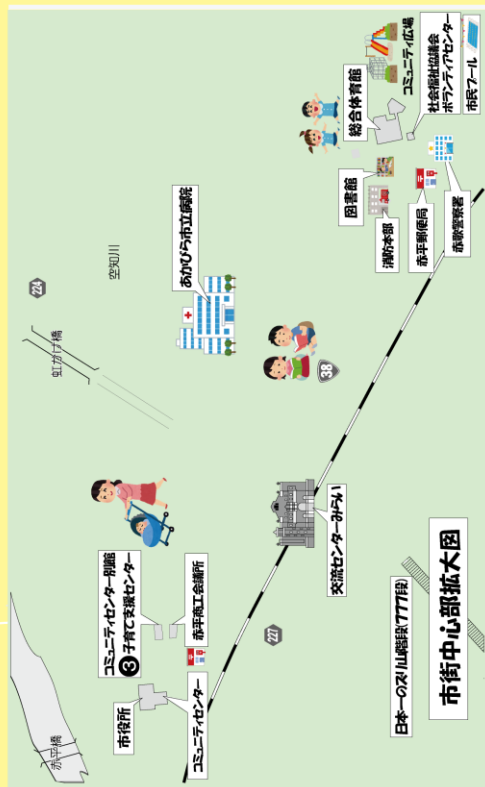 市街中心部拡大図
日本一のズリ山階段(777段)
赤平橋
虹かけ橋
224
空知川
市役所
コミュニティセンター
コミュニティセンター別館
③子育て支援センター
赤平商工会議所
227
交流センターみらい
38
あかびら市立病院
図書館
消防本部
総合体育館
コミュニティ広場
赤平郵便局
赤歌警察署
社会福祉協議会
ボランティアセンター
市民プール